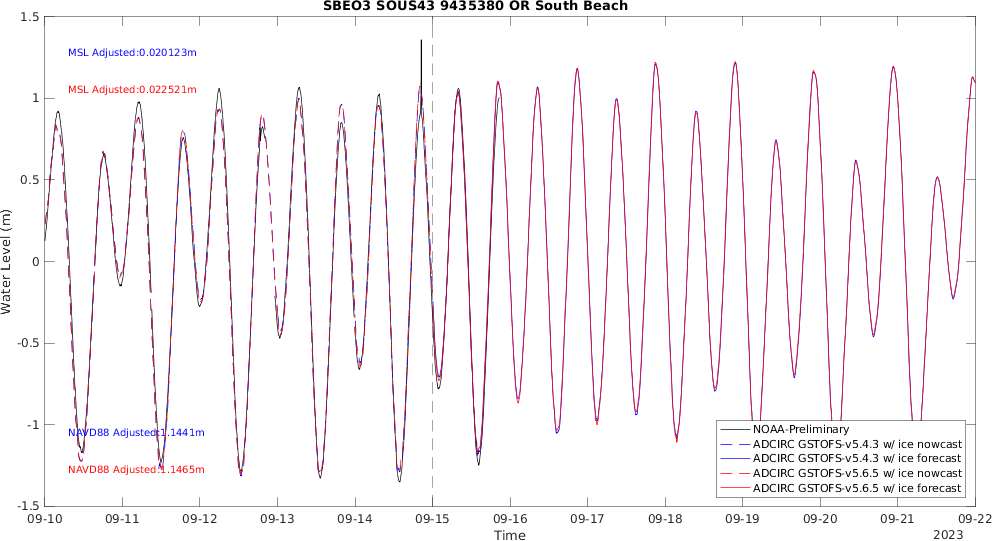 SBEO3 SOUS43 9435380 OR South Beach
MSL Adjusted:0.020123m
MSL Adjusted:0.022521m
NAVD88 Adjusted:1.1441m
NAVD88 Adjusted:1.1465m
Water Level (m)
1.5
1
0.5
0
-0.5
-1
-1.5
NOAA-Preliminary
ADCIRC GSTOFS-v5.4.3 w/ ice nowcast
ADCIRC GSTOFS-v5.4.3 w/ ice forecast
ADCIRC GSTOFS-v5.6.5 w/ ice nowcast
ADCIRC GSTOFS-v5.6.5 w/ ice forecast
09-10 09-11 09-12 09-13 09-14 09-15 09-16 09-17 09-18 09-19 09-20 09-21 09-22
Time
2023